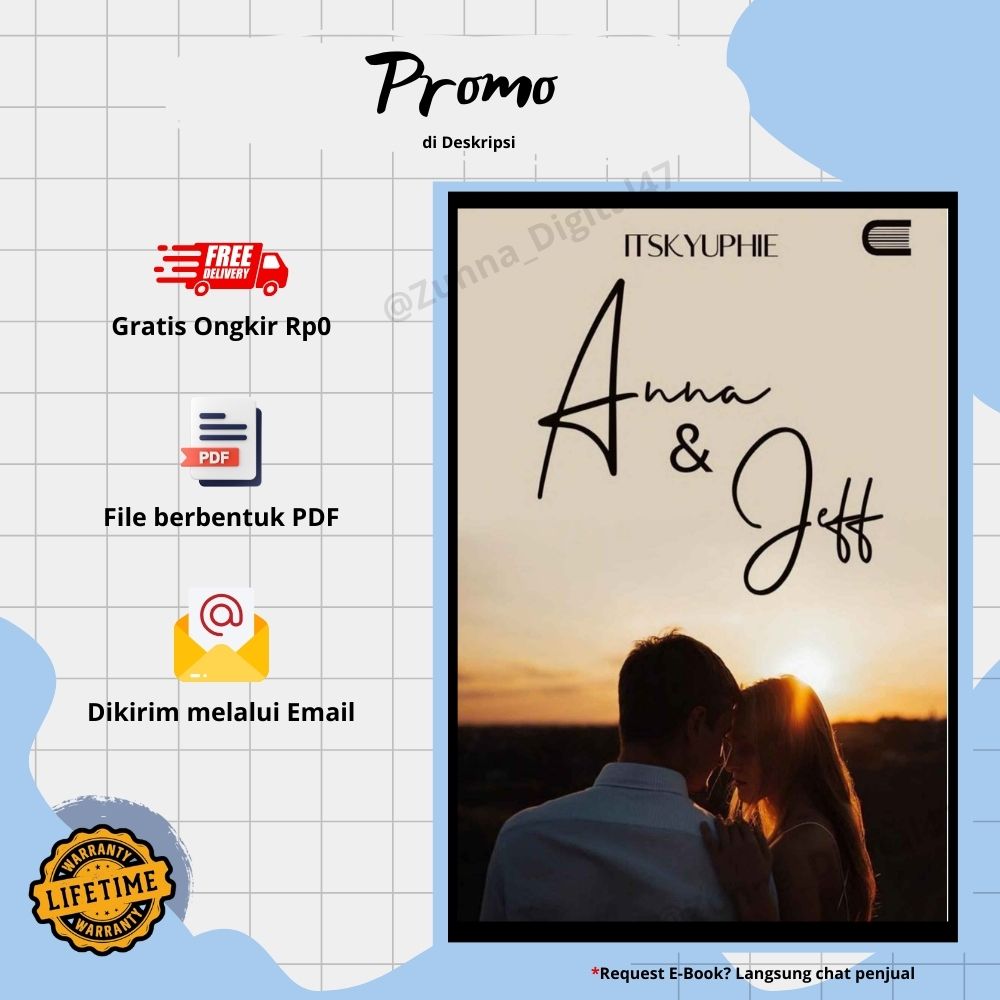 Promo
di Deskripsi
@Zunna_Digital47
FREE
DELIVERY
Gratis Ongkir Rp0
PDF
File berbentuk PDF
@
Dikirim melalui Email
WARRANTY
LIFETIME
WARRANTY
ITSKYUPHIE
Anna
&
Jeff
*Request E-Book? Langsung chat penjual